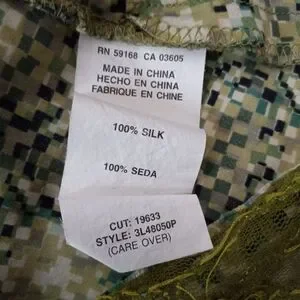 RN 59168 CA 03605
MADE IN CHINA
HECHO EN CHINA
FABRIQUE EN CHINE
100% SILK
100% SEDA
CUT: 19633
STYLE: 3L48050P
(CARE OVER)